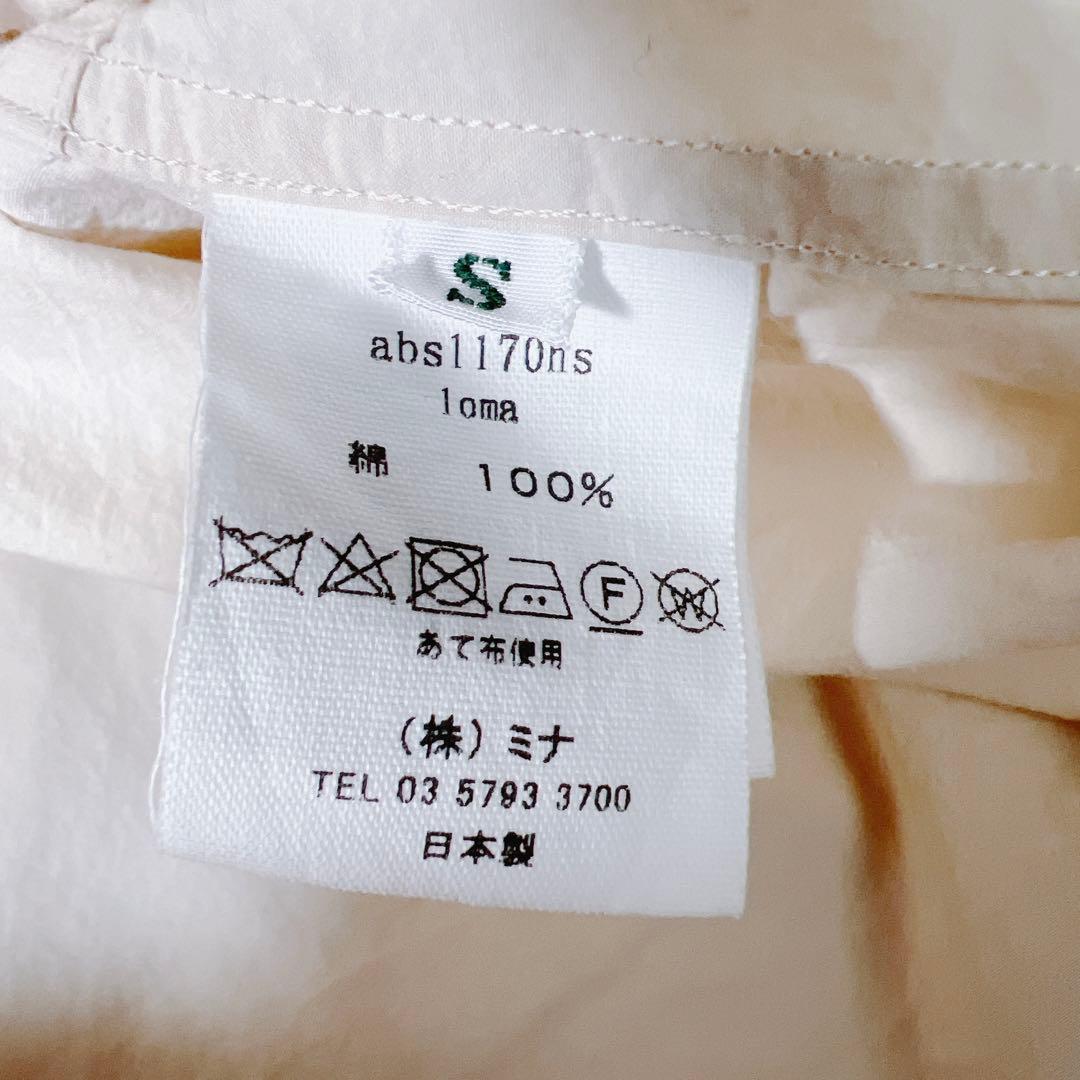 S
abs1170ns
loma
綿 100%
F W
あて布使用
(株)ミナ
TEL 03 5793 3700
日本製